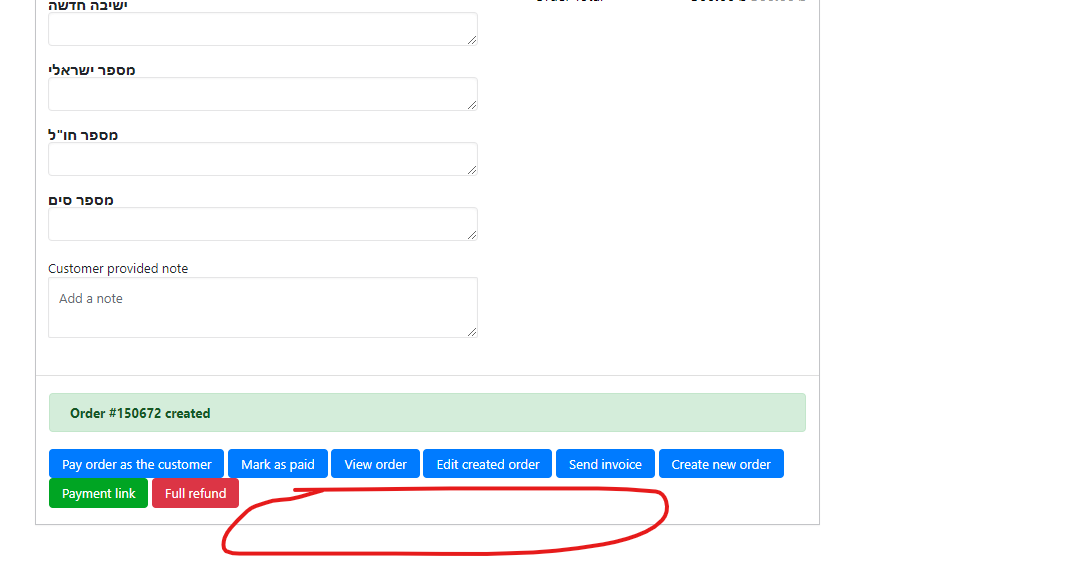 ישיבה חדשה
מספר ישראלי
מספר חו"ל
מספר סים
Customer provided note
Add a note
Order #150672 created
Pay order as the customer Mark as paid View order Edit created order Send invoice Create new order
Payment link Full refund